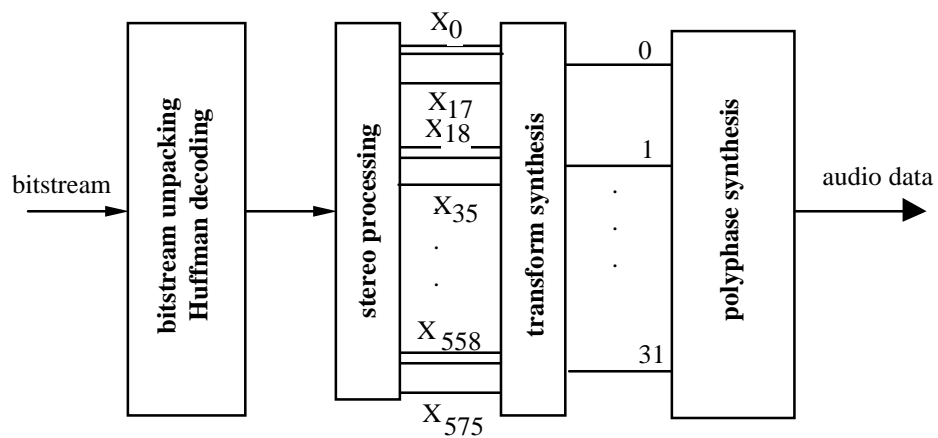 bitstream
bitstream unpacking
Huffman decoding
stereo processing
X0
X17
X18
X35
.
.
.
X558
X575
transform synthesis
0
1
.
.
.
31
polyphase synthesis
audio data